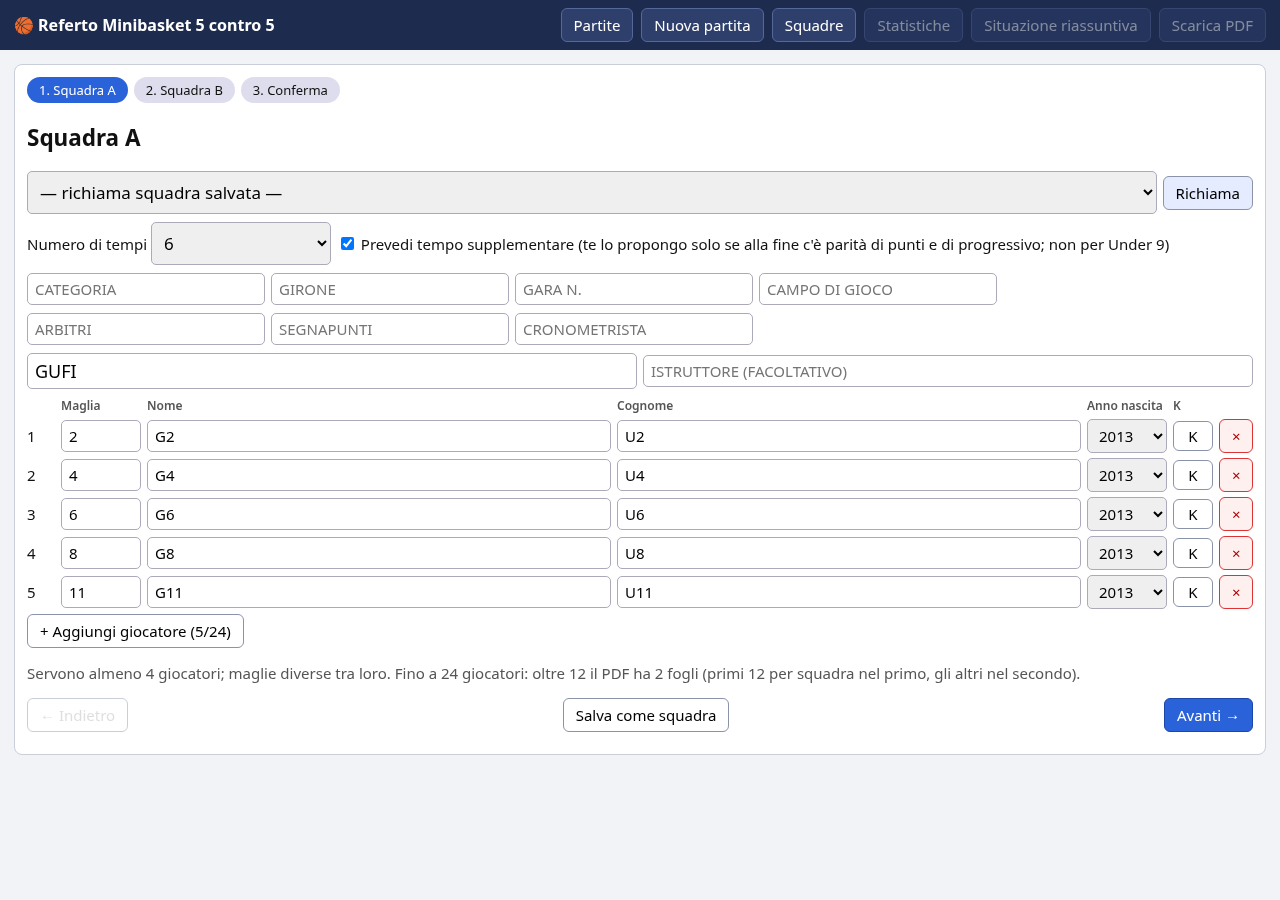 🏀 Referto Minibasket 5 contro 5 Partite Nuova partita Squadre Statistiche Situazione riassuntiva Scarica PDF
1. Squadra A 2. Squadra B 3. Conferma
Squadra A
— richiama squadra salvata — Richiama
Numero di tempi 6 Prevedi tempo supplementare (te lo propongo solo se alla fine c'è parità di punti e di progressivo; non per Under 9)
CATEGORIA GIRONE GARA N. CAMPO DI GIOCO
ARBITRI SEGNAPUNTI CRONOMETRISTA
GUFI ISTRUTTORE (FACOLTATIVO)
Maglia Nome Cognome Anno nascita K
1 2 G2 U2 2013 K ×
2 4 G4 U4 2013 K ×
3 6 G6 U6 2013 K ×
4 8 G8 U8 2013 K ×
5 11 G11 U11 2013 K ×
+ Aggiungi giocatore (5/24)
Servono almeno 4 giocatori; maglie diverse tra loro. Fino a 24 giocatori: oltre 12 il PDF ha 2 fogli (primi 12 per squadra nel primo, gli altri nel secondo).
← Indietro Salva come squadra Avanti →